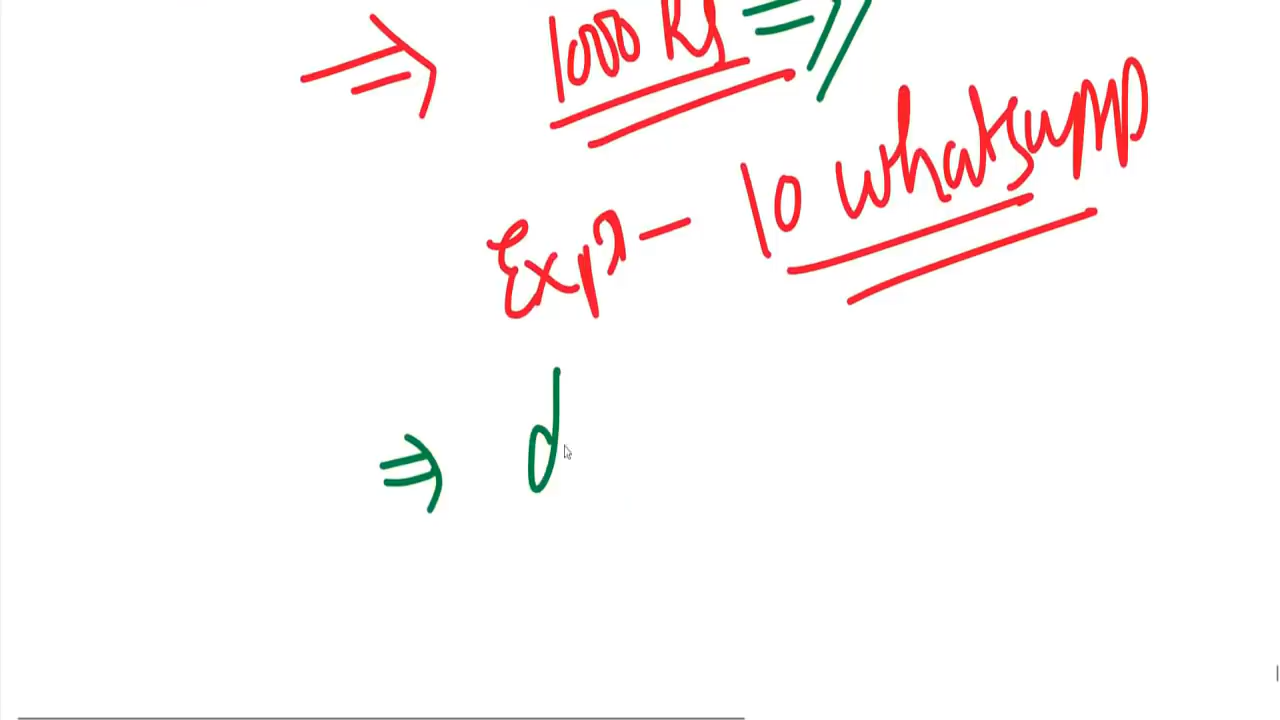 ⇒ 1000 Rs ⇒
Exp - 10 whatsupp
⇒ d